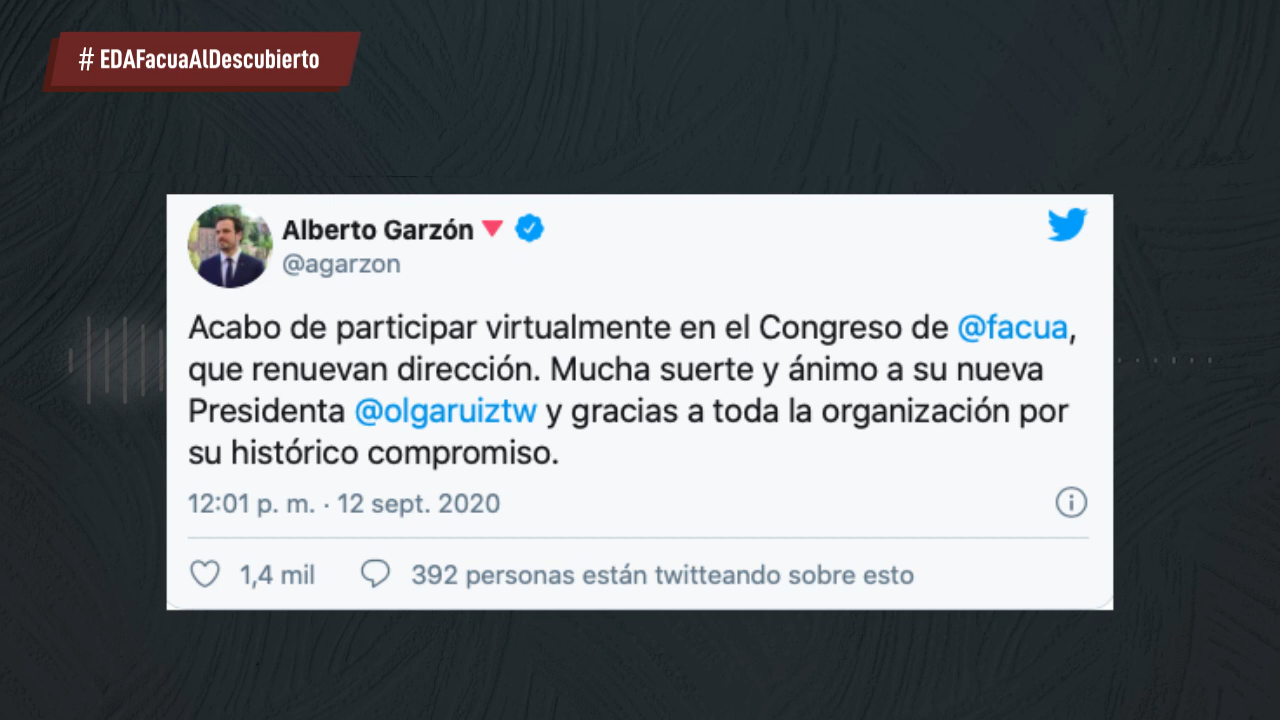 # EDAFacuaAlDescubierto
Alberto Garzón
@agarzon
Acabo de participar virtualmente en el Congreso de @facua,
que renuevan dirección. Mucha suerte y ánimo a su nueva
Presidenta @olgaruiztw y gracias a toda la organización por
su histórico compromiso.
12:01 p. m. · 12 sept. 2020
1,4 mil 392 personas están twitteando sobre esto